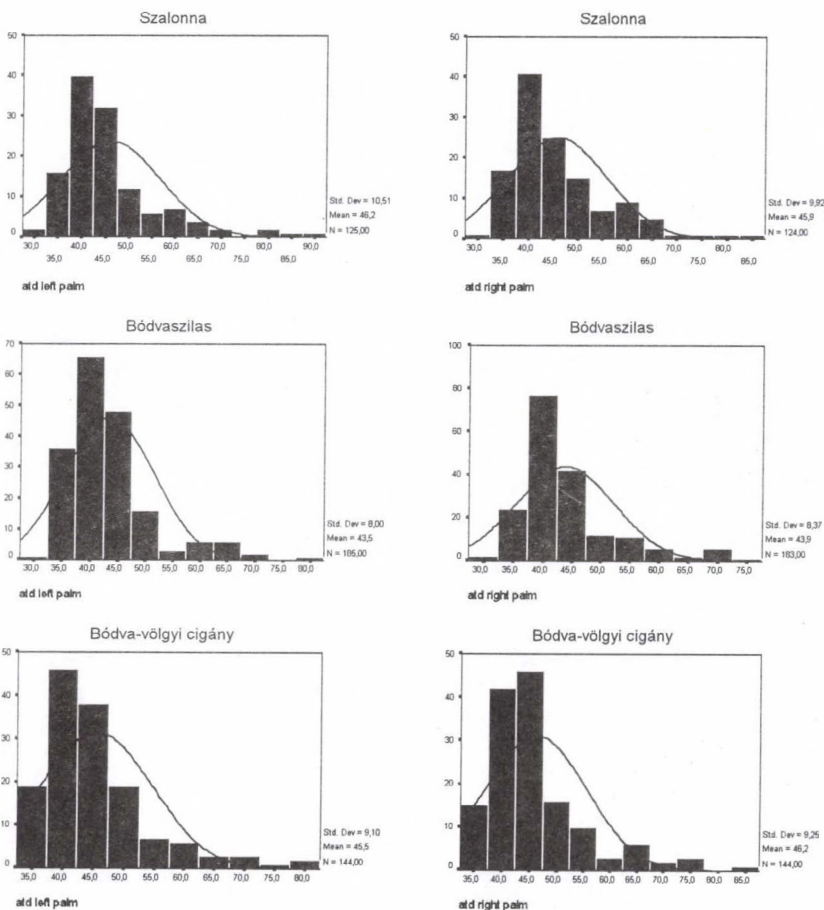 Szalonna
50
40
30
20
10
0
30,0 40,0 50,0 60,0 70,0 80,0 90,0
35,0 45,0 55,0 65,0 75,0 85,0
Std. Dev = 10,51
Mean = 46,2
N = 125,00
atd left palm
Szalonna
50
40
30
20
10
0
30,0 40,0 50,0 60,0 70,0 80,0
35,0 45,0 55,0 65,0 75,0 85,0
Std. Dev = 9,92
Mean = 45,9
N = 124,00
atd right palm
Bódvaszilas
70
60
50
40
30
20
10
0
30,0 40,0 50,0 60,0 70,0 80,0
35,0 45,0 55,0 65,0 75,0
Std. Dev = 8,00
Mean = 43,5
N = 185,00
atd left palm
Bódvaszilas
100
80
60
40
20
0
30,0 35,0 40,0 45,0 50,0 55,0 60,0 65,0 70,0 75,0
Std. Dev = 8,37
Mean = 43,9
N = 183,00
atd right palm
Bódva-völgyi cigány
50
40
30
20
10
0
35,0 40,0 45,0 50,0 55,0 60,0 65,0 70,0 75,0 80,0
Std. Dev = 9,10
Mean = 45,5
N = 144,00
atd left palm
Bódva-völgyi cigány
50
40
30
20
10
0
35,0 40,0 45,0 50,0 55,0 60,0 65,0 70,0 75,0 80,0 85,0
Std. Dev = 9,25
Mean = 46,2
N = 144,00
atd right palm